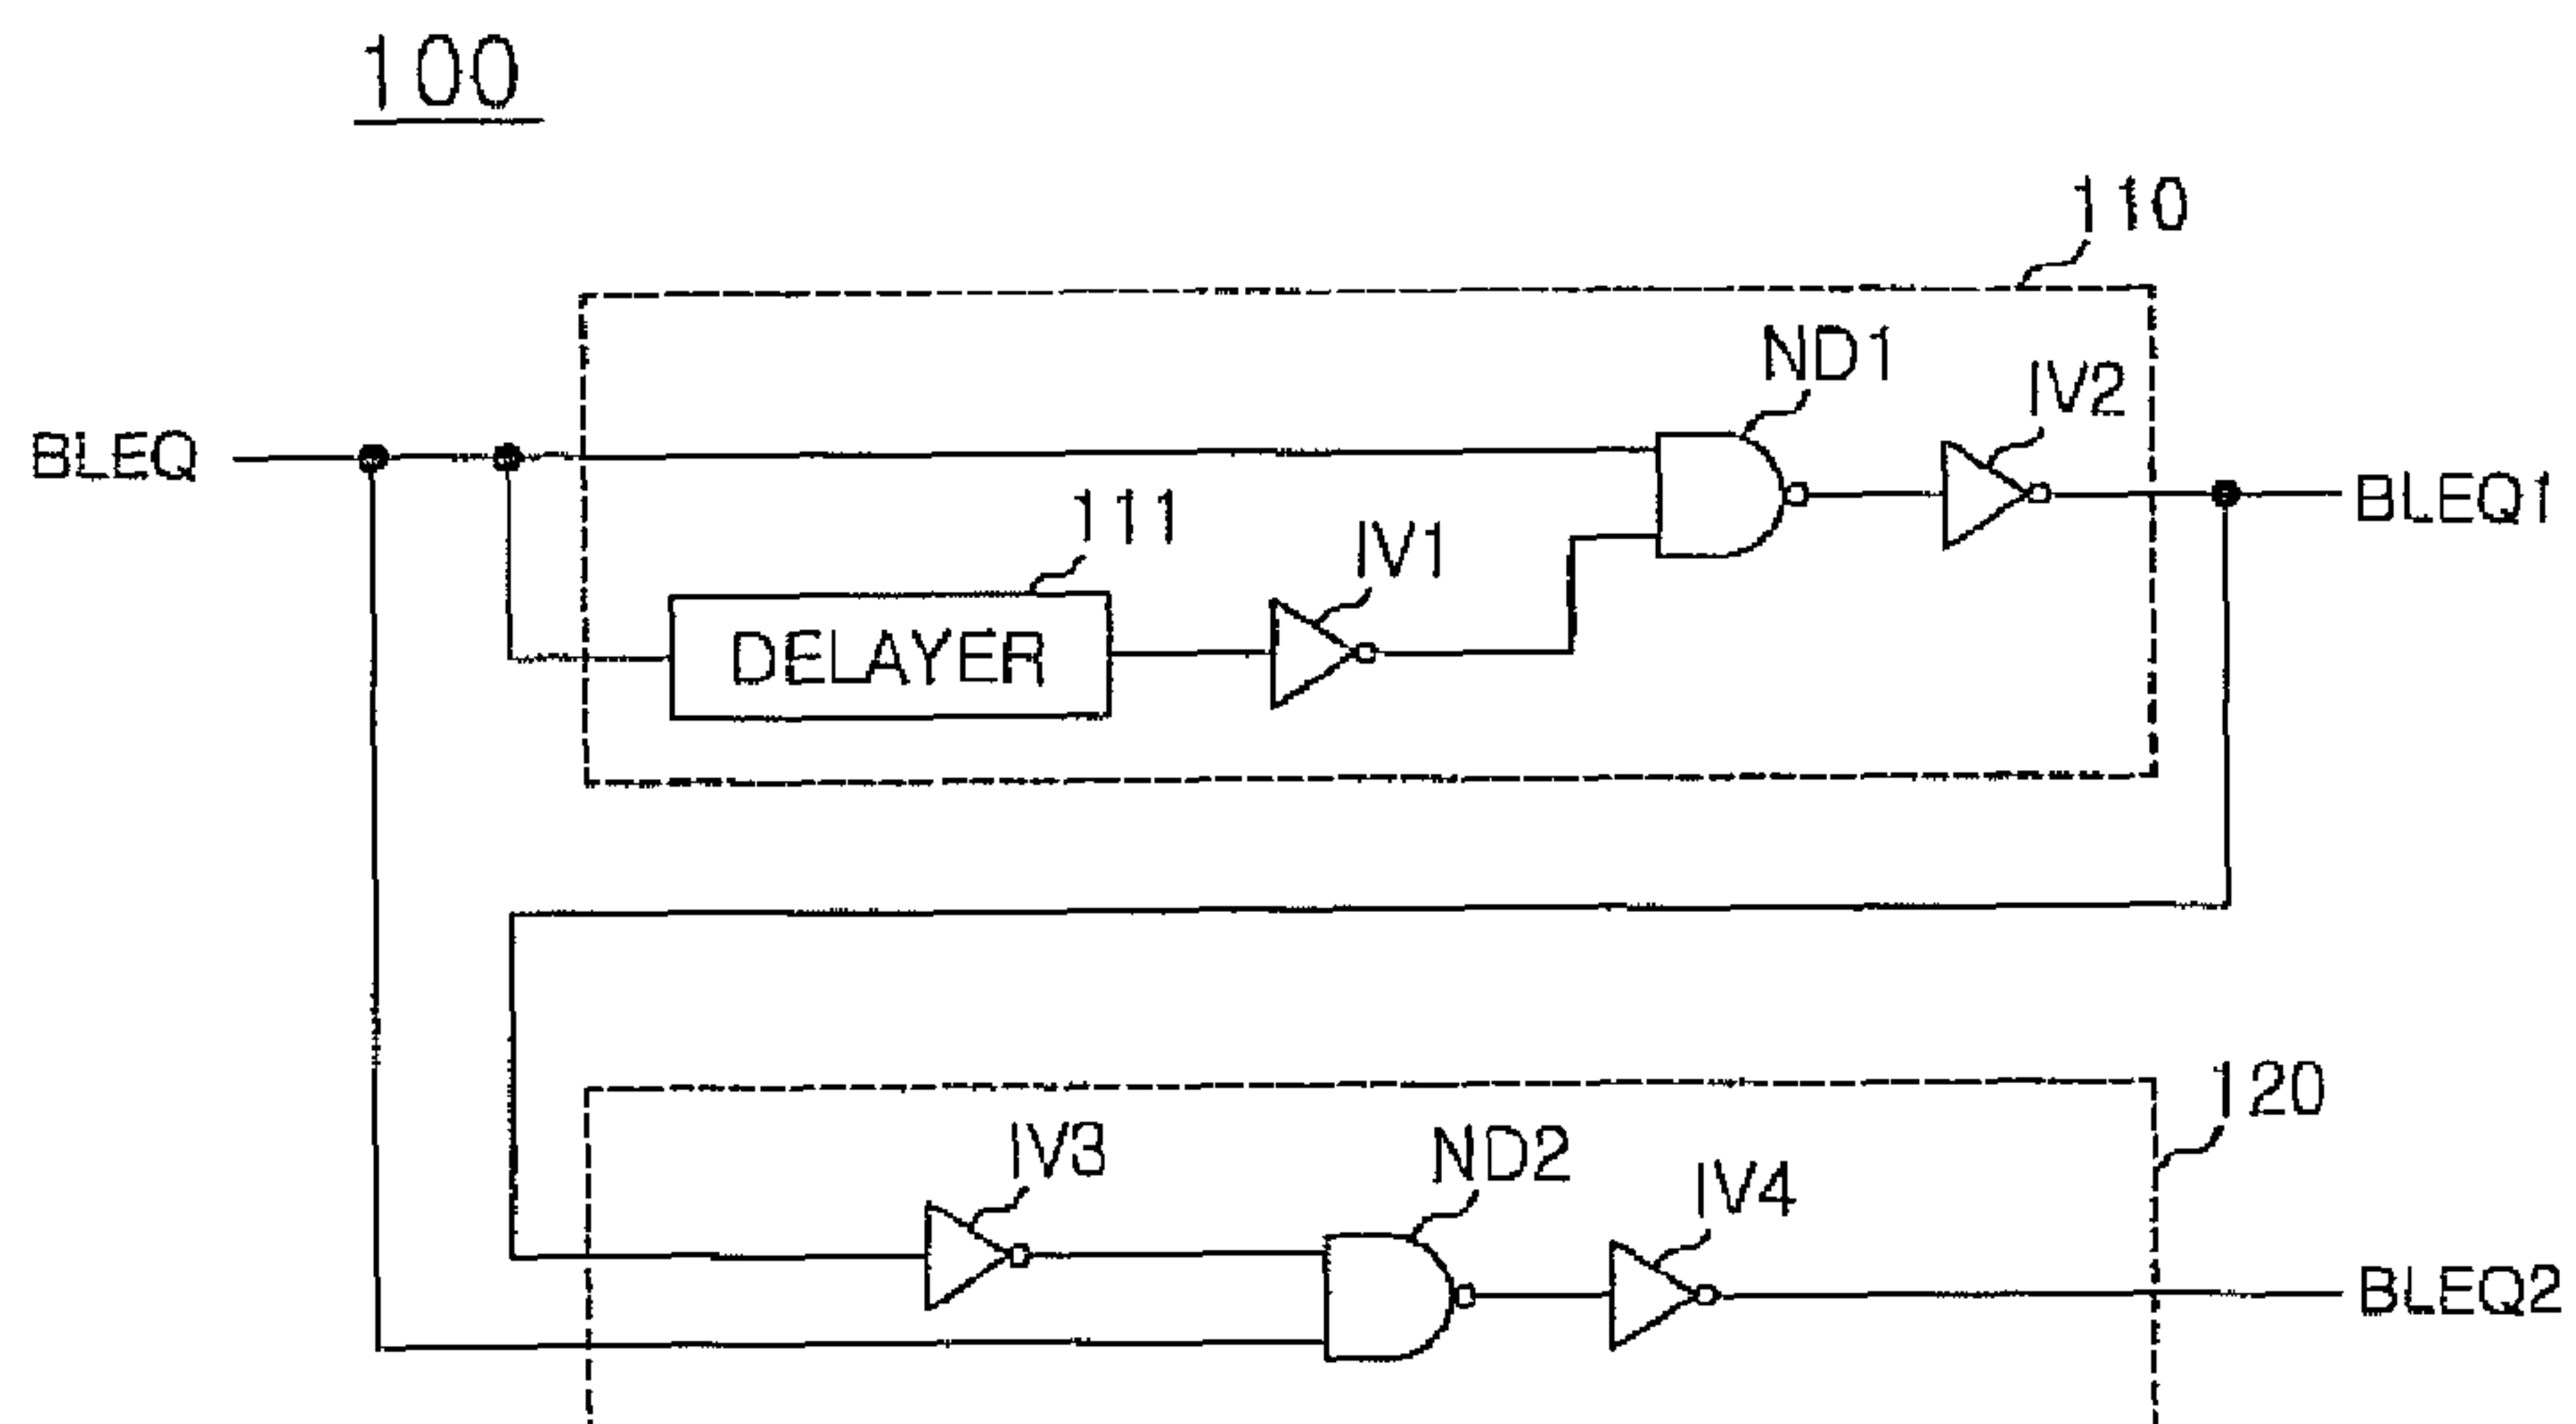 100
110
ND1
IV2
BLEQ
BLEQ1
111
IV1
DELAYER
120
IV3
ND2
IV4
BLEQ2